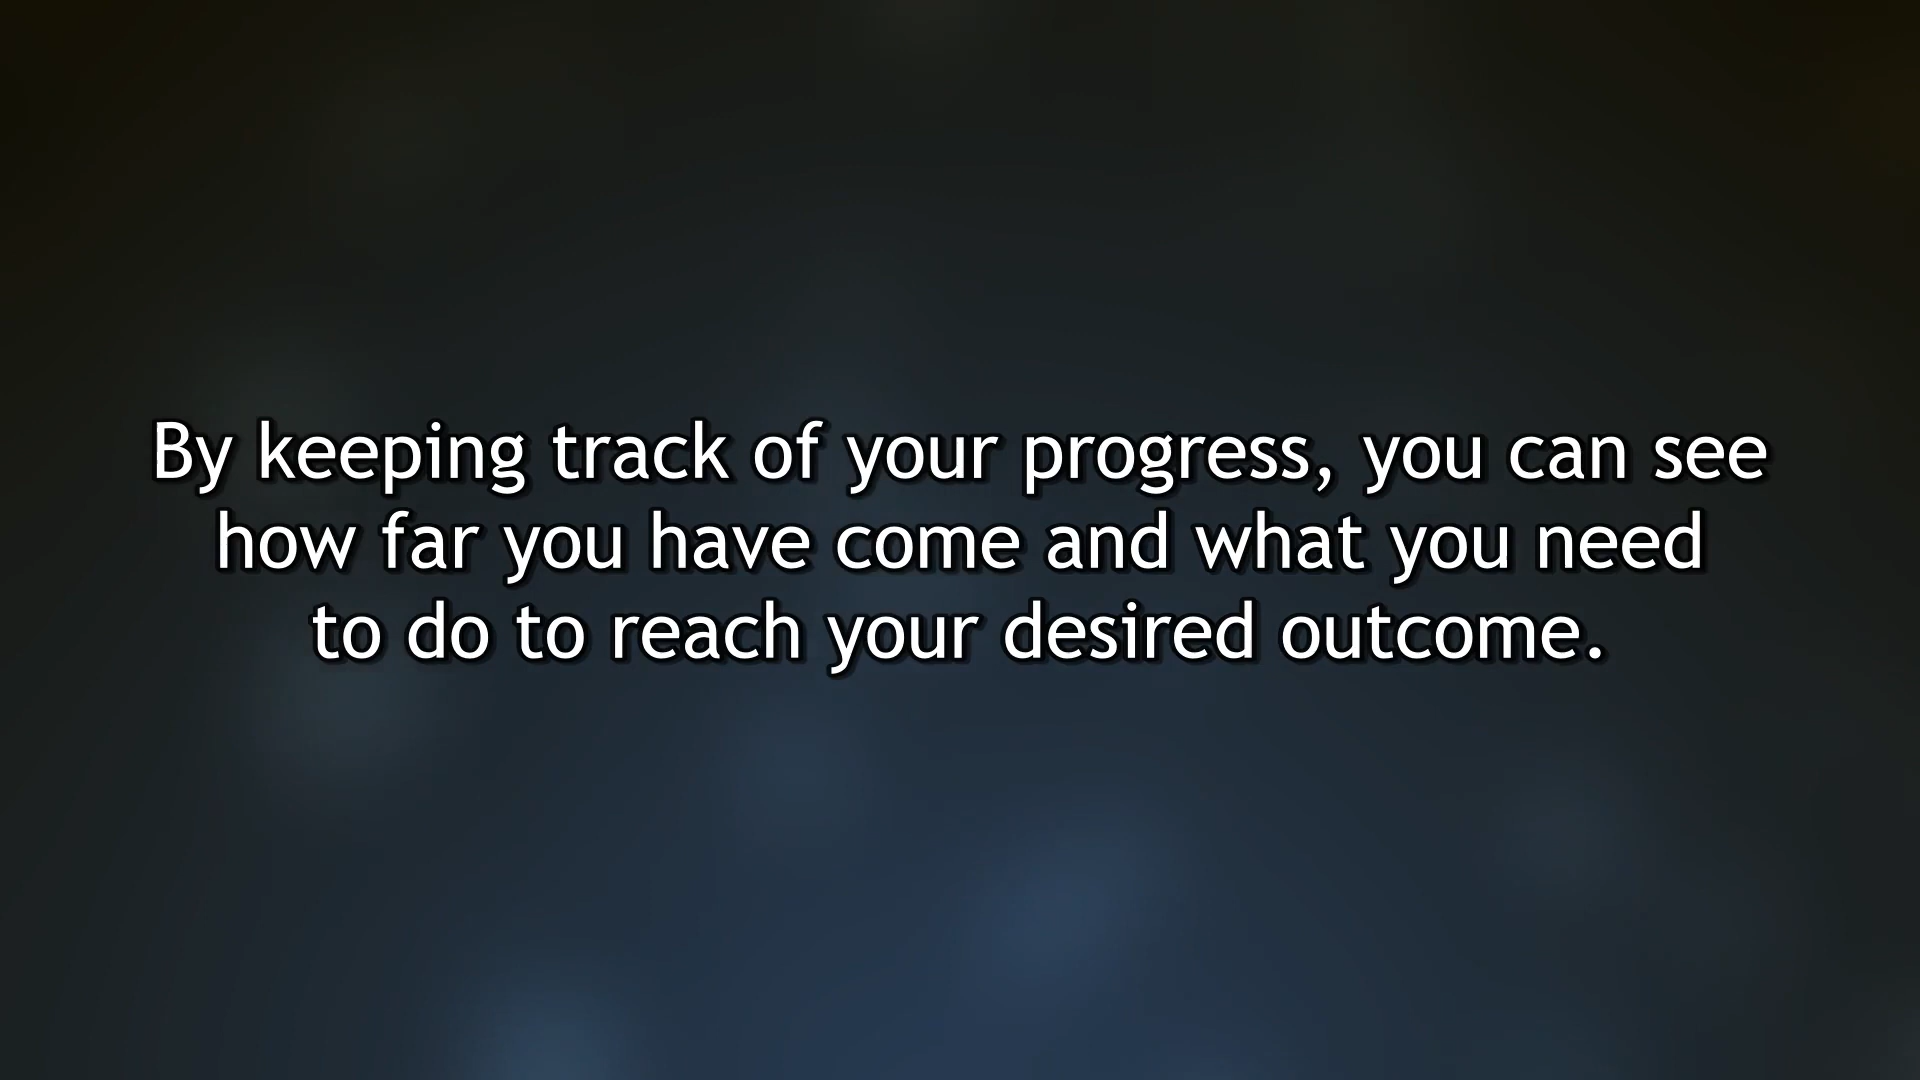 By keeping track of your progress, you can see
how far you have come and what you need
to do to reach your desired outcome.